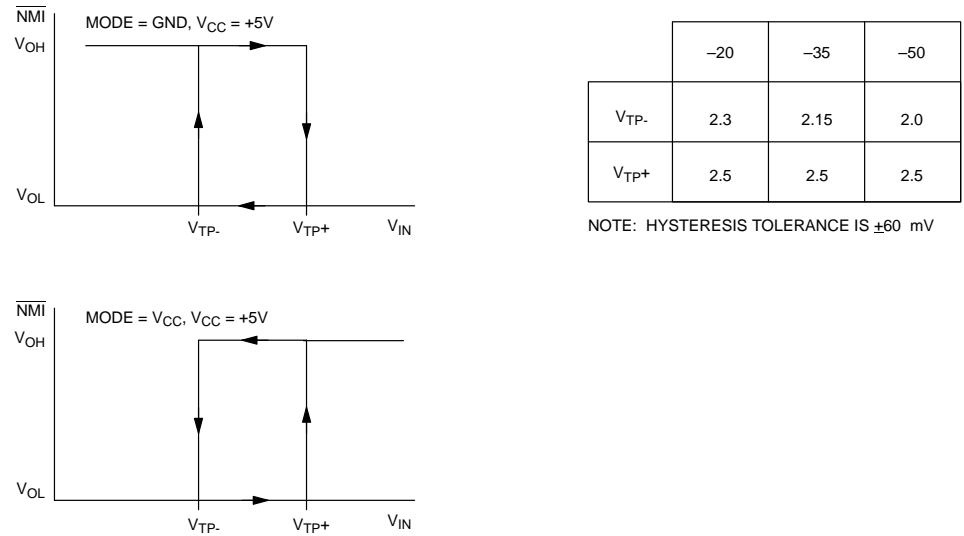 NMI
MODE = GND, VCC = +5V
VOH
VOL
VTP-
VTP+
VIN
–20
–35
–50
VTP-
2.3
2.15
2.0
VTP+
2.5
2.5
2.5
NOTE: HYSTERESIS TOLERANCE IS ±60 mV
NMI
MODE = VCC, VCC = +5V
VOH
VOL
VTP-
VTP+
VIN